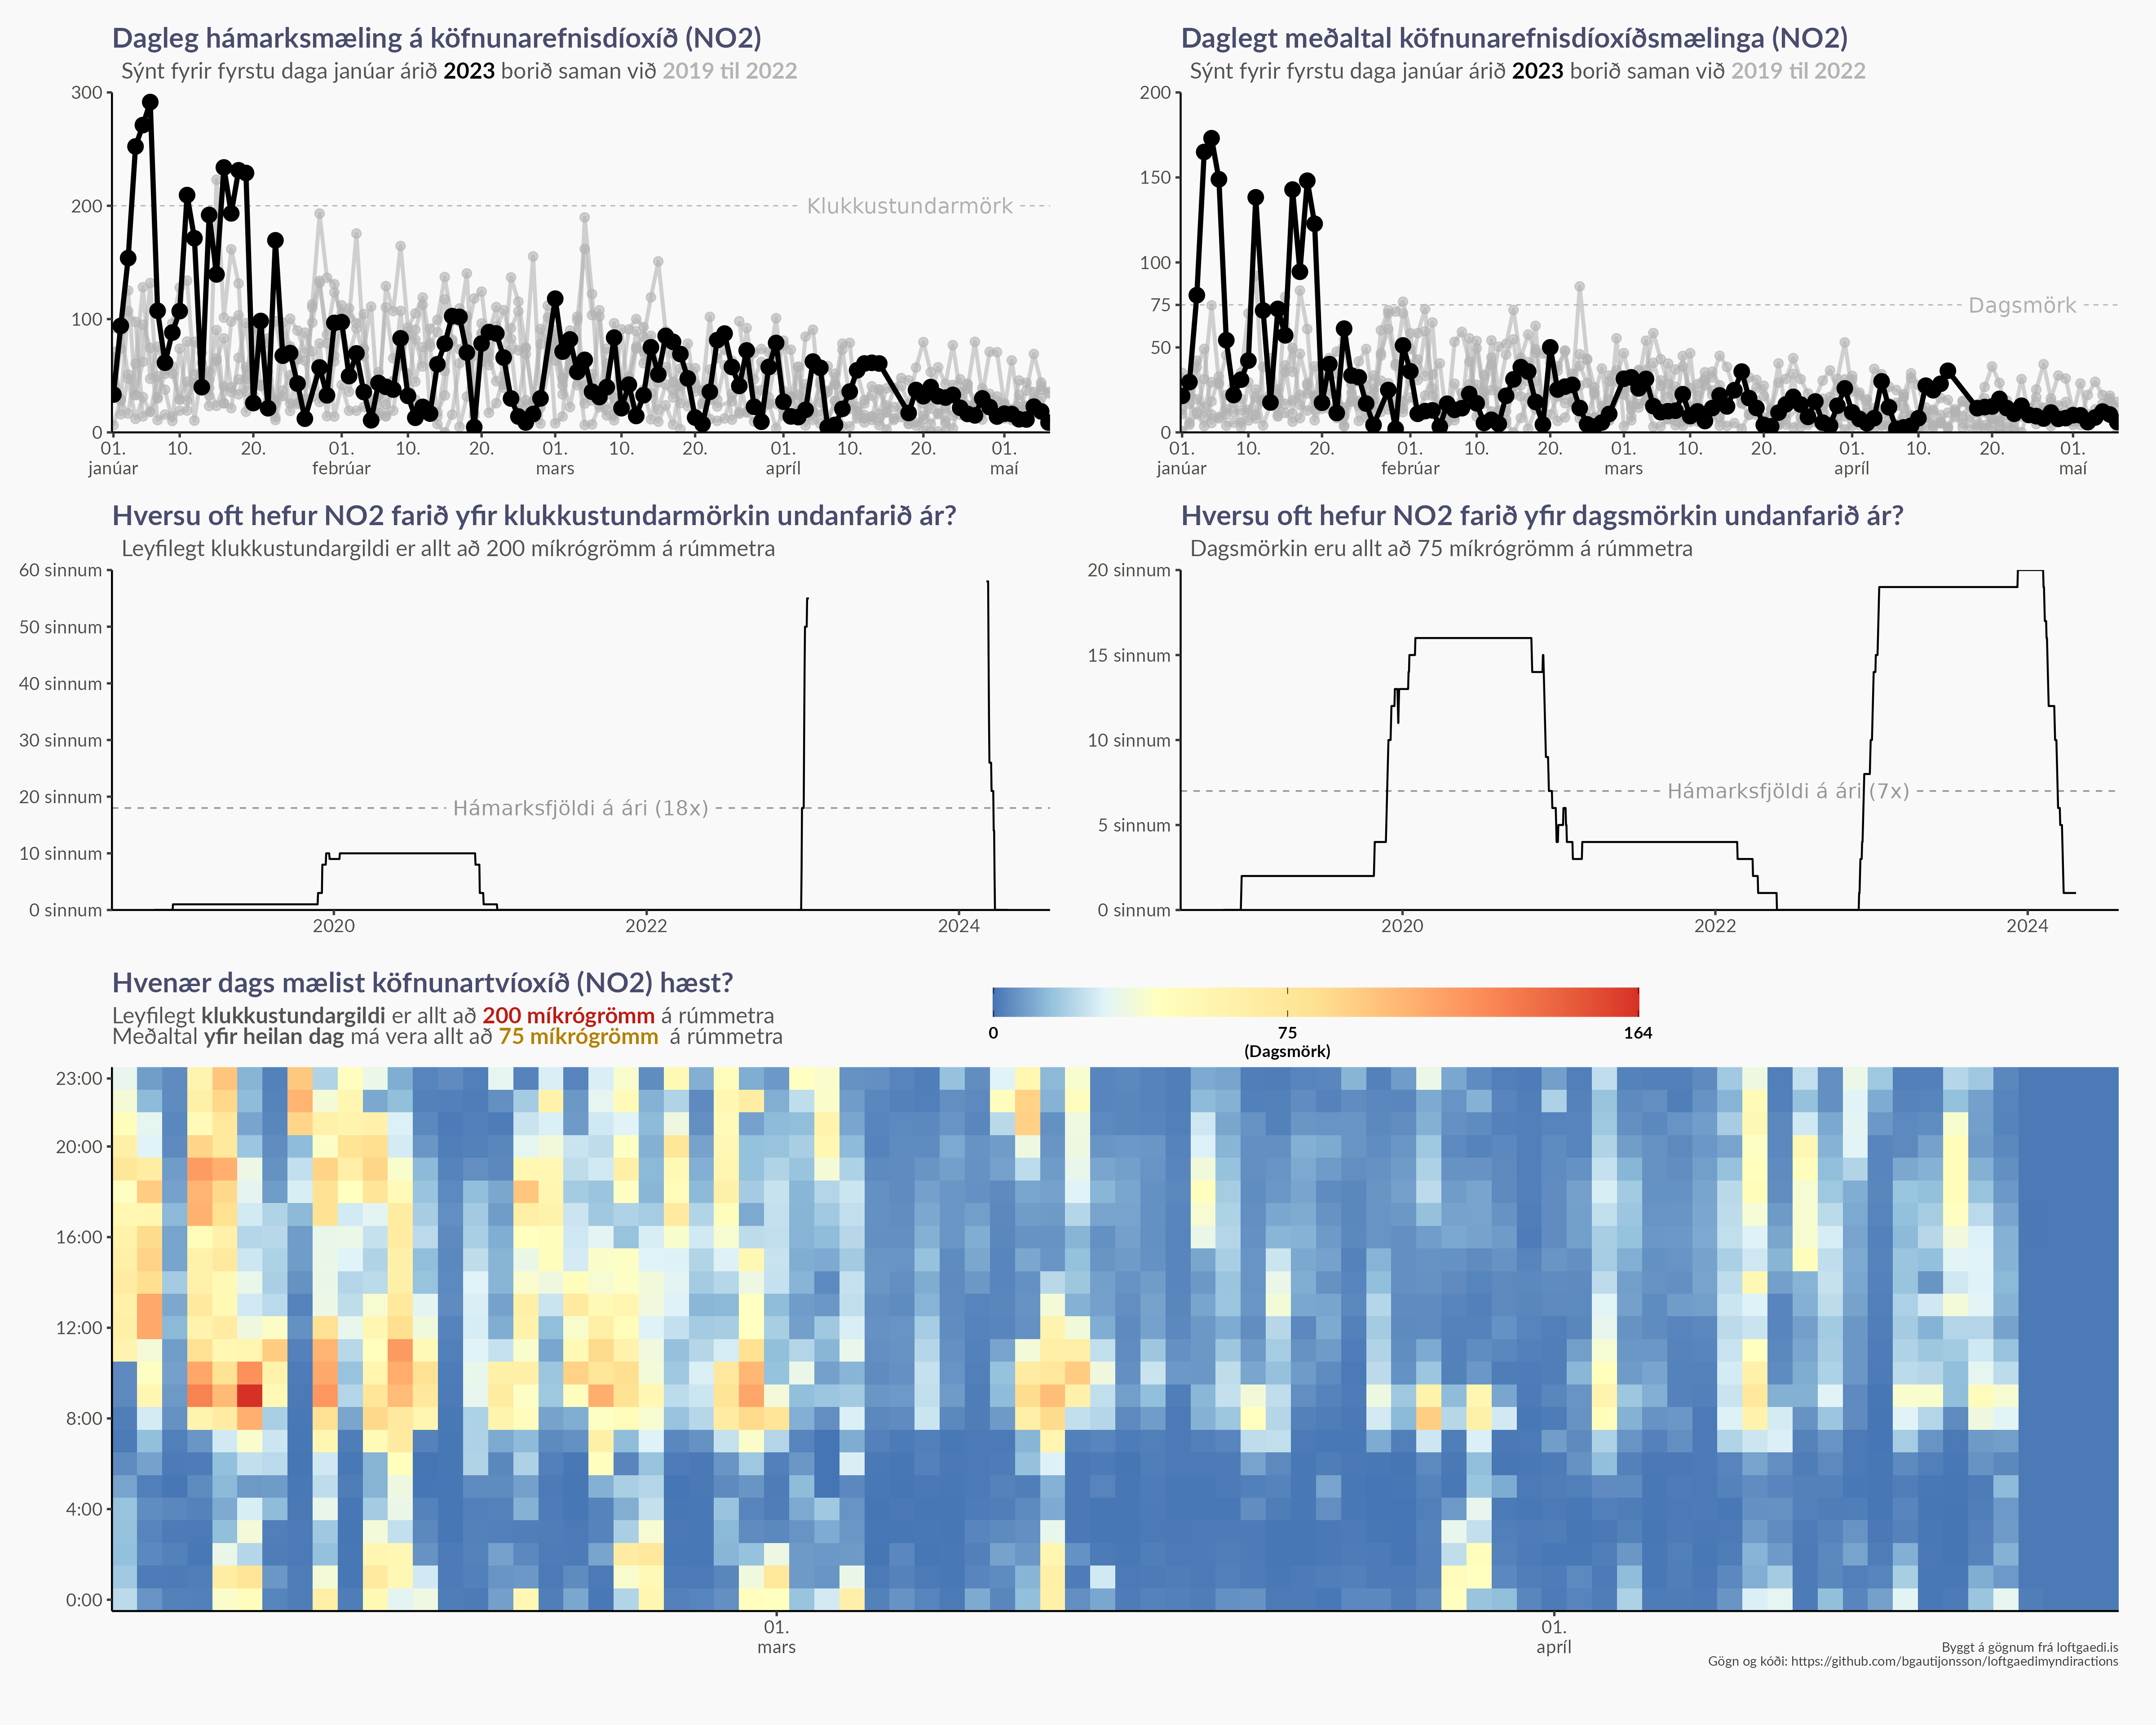 Dagleg hámarksmæling á köfnunarefnisdíoxíð (NO2)
Sýnt fyrir fyrstu daga janúar árið 2023 borið saman við 2019 til 2022
300
200
100
0
Klukkustundarmörk
01. 10. 20. 01. 10. 20. 01. 10. 20. 01. 10. 20. 01.
janúar febrúar mars apríl maí
Daglegt meðaltal köfnunarefnisdíoxíðsmælinga (NO2)
Sýnt fyrir fyrstu daga janúar árið 2023 borið saman við 2019 til 2022
200
150
100
75
50
0
Dagsmörk
01. 10. 20. 01. 10. 20. 01. 10. 20. 01. 10. 20. 01.
janúar febrúar mars apríl maí
Hversu oft hefur NO2 farið yfir klukkustundarmörkin undanfarið ár?
Leyfilegt klukkustundargildi er allt að 200 míkrógrömm á rúmmetra
60 sinnum
50 sinnum
40 sinnum
30 sinnum
20 sinnum
10 sinnum
0 sinnum
Hámarksfjöldi á ári (18x)
2020 2022 2024
Hversu oft hefur NO2 farið yfir dagsmörkin undanfarið ár?
Dagsmörkin eru allt að 75 míkrógrömm á rúmmetra
20 sinnum
15 sinnum
10 sinnum
5 sinnum
0 sinnum
Hámarksfjöldi á ári (7x)
2020 2022 2024
Hvenær dags mælist köfnunartvíoxíð (NO2) hæst?
Leyfilegt klukkustundargildi er allt að 200 míkrógrömm á rúmmetra
Meðaltal yfir heilan dag má vera allt að 75 míkrógrömm á rúmmetra
0 75 164
(Dagsmörk)
23:00
20:00
16:00
12:00
8:00
4:00
0:00
01. 01.
mars apríl
Byggt á gögnum frá loftgaedi.is
Gögn og kóði: https://github.com/bgautijonsson/loftgaedimyndiractions